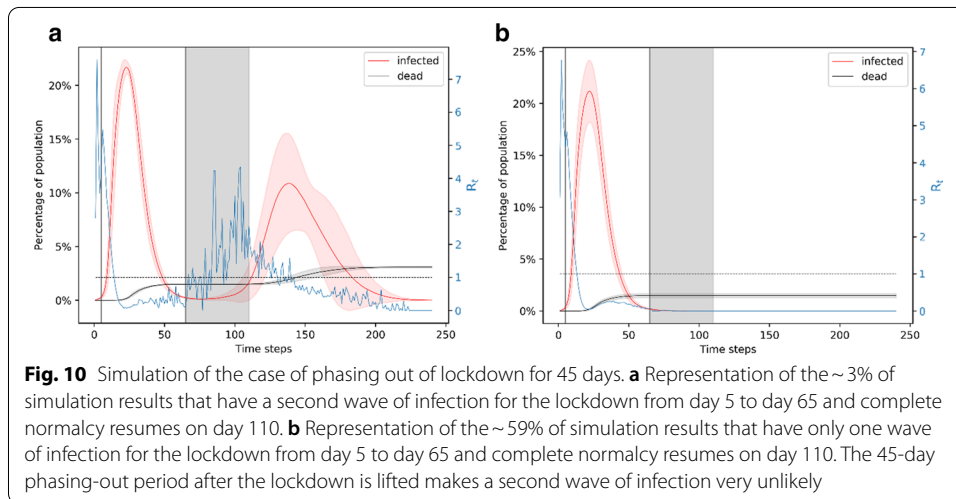 a
infected
dead
20%
15%
10%
5%
0%
Percentage of population
7
6
5
4
3
2
1
0
R_t
0 50 100 150 200 250
Time steps
b
infected
dead
25%
20%
15%
10%
5%
0%
Percentage of population
7
6
5
4
3
2
1
0
R_t
0 50 100 150 200 250
Time steps
Fig. 10 Simulation of the case of phasing out of lockdown for 45 days. a Representation of the ~ 3% of
simulation results that have a second wave of infection for the lockdown from day 5 to day 65 and complete
normalcy resumes on day 110. b Representation of the ~ 59% of simulation results that have only one wave
of infection for the lockdown from day 5 to day 65 and complete normalcy resumes on day 110. The 45-day
phasing-out period after the lockdown is lifted makes a second wave of infection very unlikely